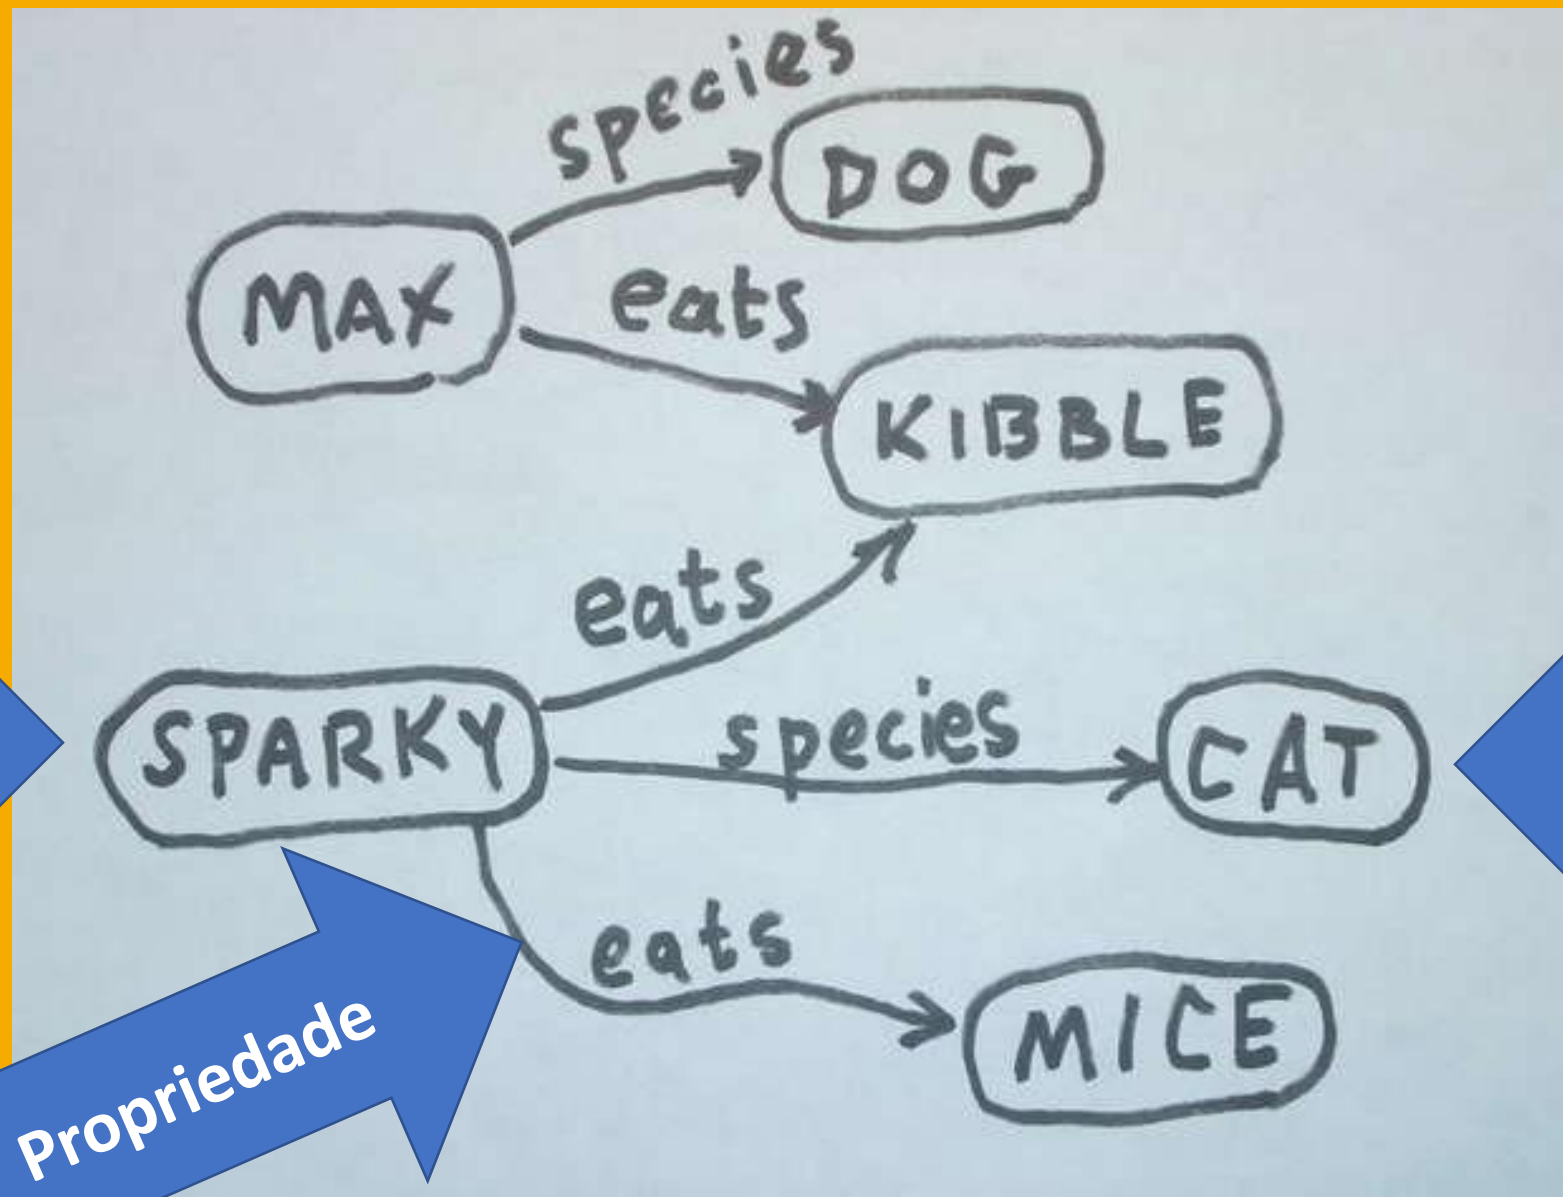 species
DOG
MAX
eats
KIBBLE
eats
SPARKY
species
CAT
eats
MICE
Propriedade